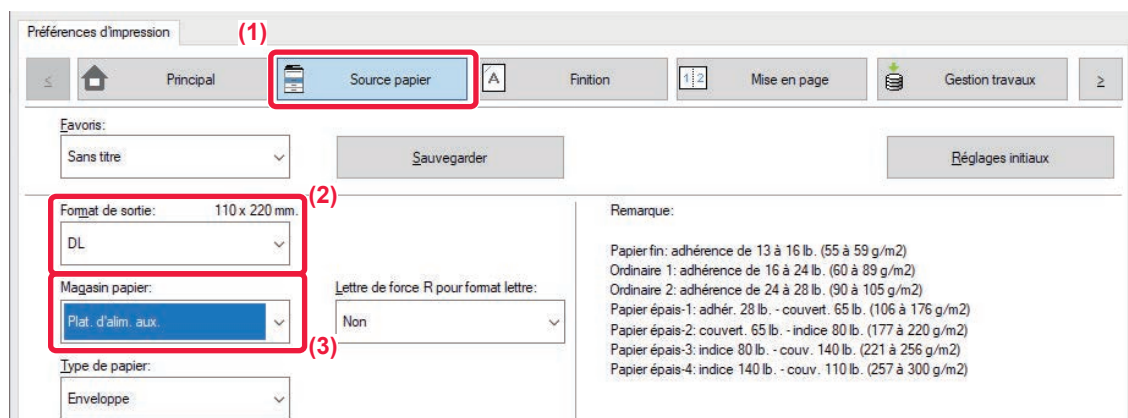 Préférences d'impression
(1)
≤ Principal Source papier A Finition 1 2 Mise en page Gestion travaux ≥
Favoris:
Sans titre Sauvegarder Réglages initiaux
(2)
Format de sortie: 110 x 220 mm.
DL
Magasin papier: Lettre de force R pour format lettre:
Plat. d'alim. aux. Non
(3)
Type de papier:
Enveloppe
Remarque:
Papier fin: adhérence de 13 à 16 lb. (55 à 59 g/m2)
Ordinaire 1: adhérence de 16 à 24 lb. (60 à 89 g/m2)
Ordinaire 2: adhérence de 24 à 28 lb. (90 à 105 g/m2)
Papier épais-1: adhér. 28 lb. - couvert. 65 lb. (106 à 176 g/m2)
Papier épais-2: couvert. 65 lb. - indice 80 lb. (177 à 220 g/m2)
Papier épais-3: indice 80 lb. - couv. 140 lb. (221 à 256 g/m2)
Papier épais-4: indice 140 lb. - couv. 110 lb. (257 à 300 g/m2)